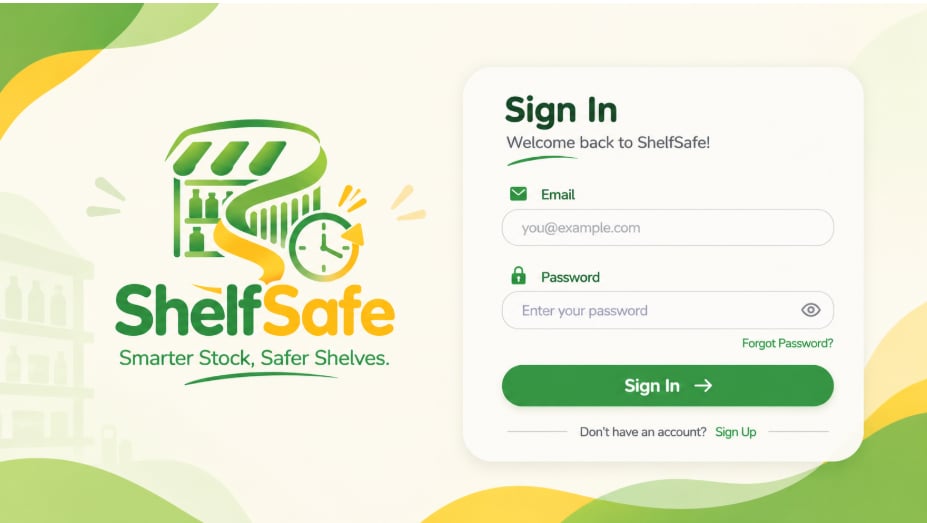 ShelfSafe
Smarter Stock, Safer Shelves.
Sign In
Welcome back to ShelfSafe!
Email
you@example.com
Password
Enter your password
Forgot Password?
Sign In →
Don't have an account? Sign Up